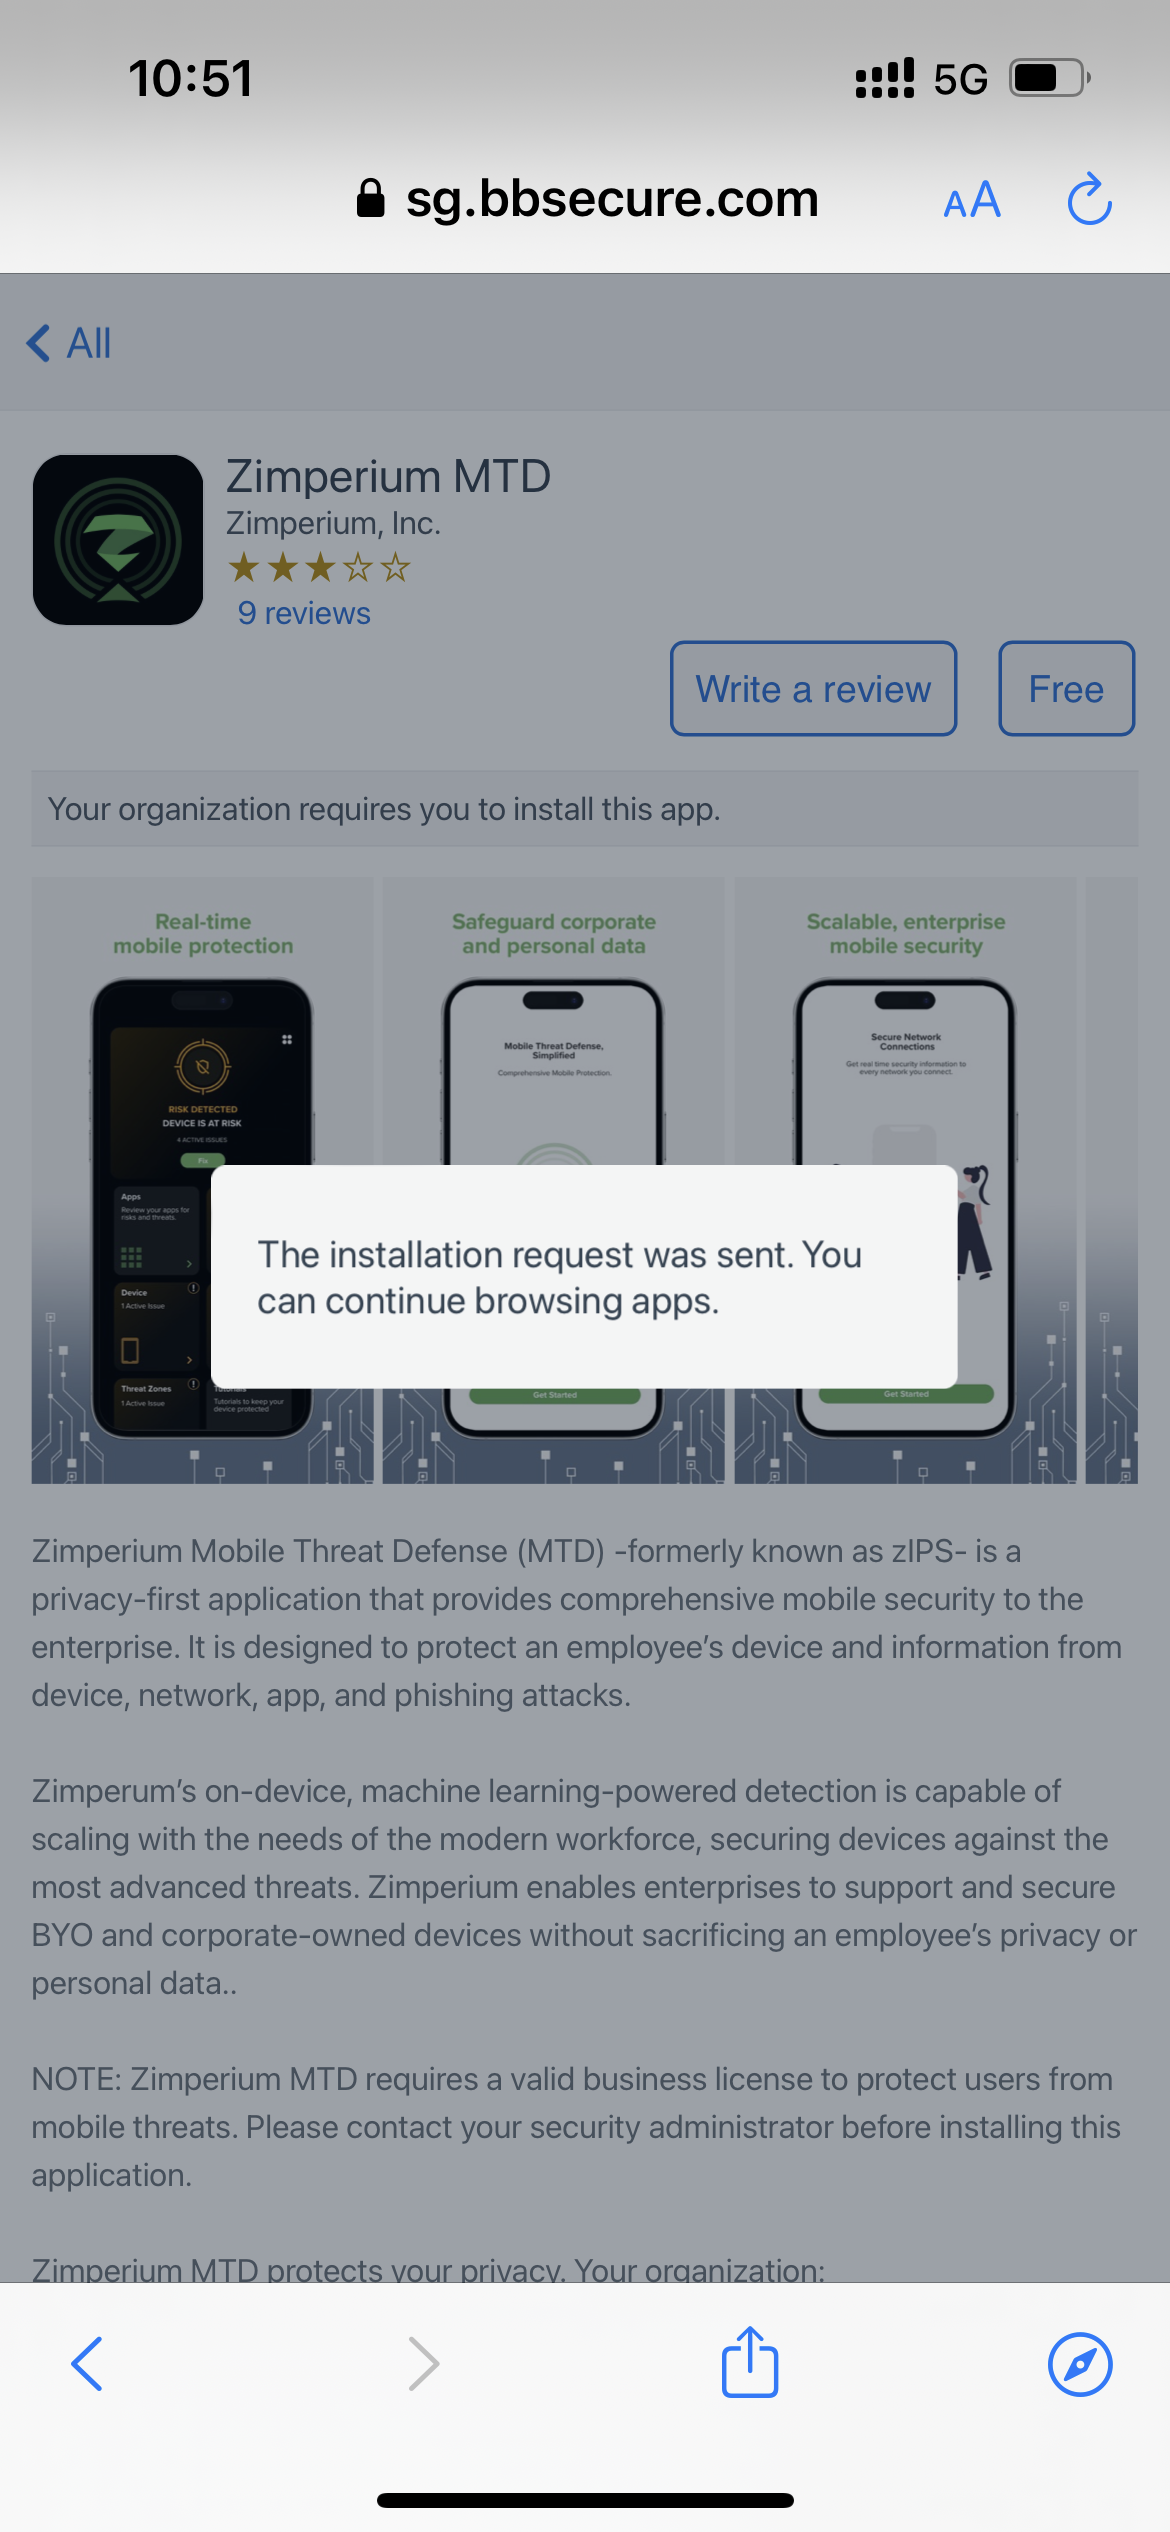 10:51
5G
sg.bbsecure.com
AA
All
Zimperium MTD
Zimperium, Inc.
9 reviews
Write a review
Free
Your organization requires you to install this app.
Real-time
mobile protection
RISK DETECTED
DEVICE IS AT RISK
4 ACTIVE ISSUES
Fix
Apps
Review your apps for
risks and threats.
Device
1 Active Issue
Threat Zones
1 Active Issue
Tutorials
Tutorials to keep your
device protected
Safeguard corporate
and personal data
Mobile Threat Defense,
Simplified
Comprehensive Mobile Protection.
Get Started
Scalable, enterprise
mobile security
Secure Network
Connections
Get real time security information to
every network you connect.
Get Started
The installation request was sent. You
can continue browsing apps.
Zimperium Mobile Threat Defense (MTD) -formerly known as zIPS- is a
privacy-first application that provides comprehensive mobile security to the
enterprise. It is designed to protect an employee’s device and information from
device, network, app, and phishing attacks.
Zimperum’s on-device, machine learning-powered detection is capable of
scaling with the needs of the modern workforce, securing devices against the
most advanced threats. Zimperium enables enterprises to support and secure
BYO and corporate-owned devices without sacrificing an employee’s privacy or
personal data..
NOTE: Zimperium MTD requires a valid business license to protect users from
mobile threats. Please contact your security administrator before installing this
application.
Zimperium MTD protects your privacy. Your organization: